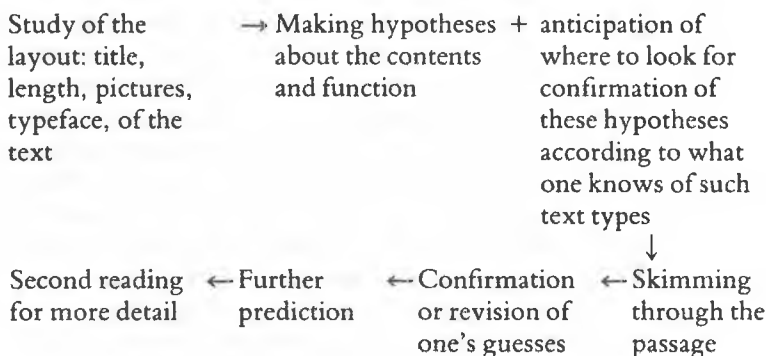 Study of the → Making hypotheses + anticipation of
layout: title, about the contents where to look for
length, pictures, and function confirmation of
typeface, of the these hypotheses
text according to what
one knows of such
text types
↓
Second reading ← Further ← Confirmation ← Skimming
for more detail prediction or revision of through the
one's guesses passage